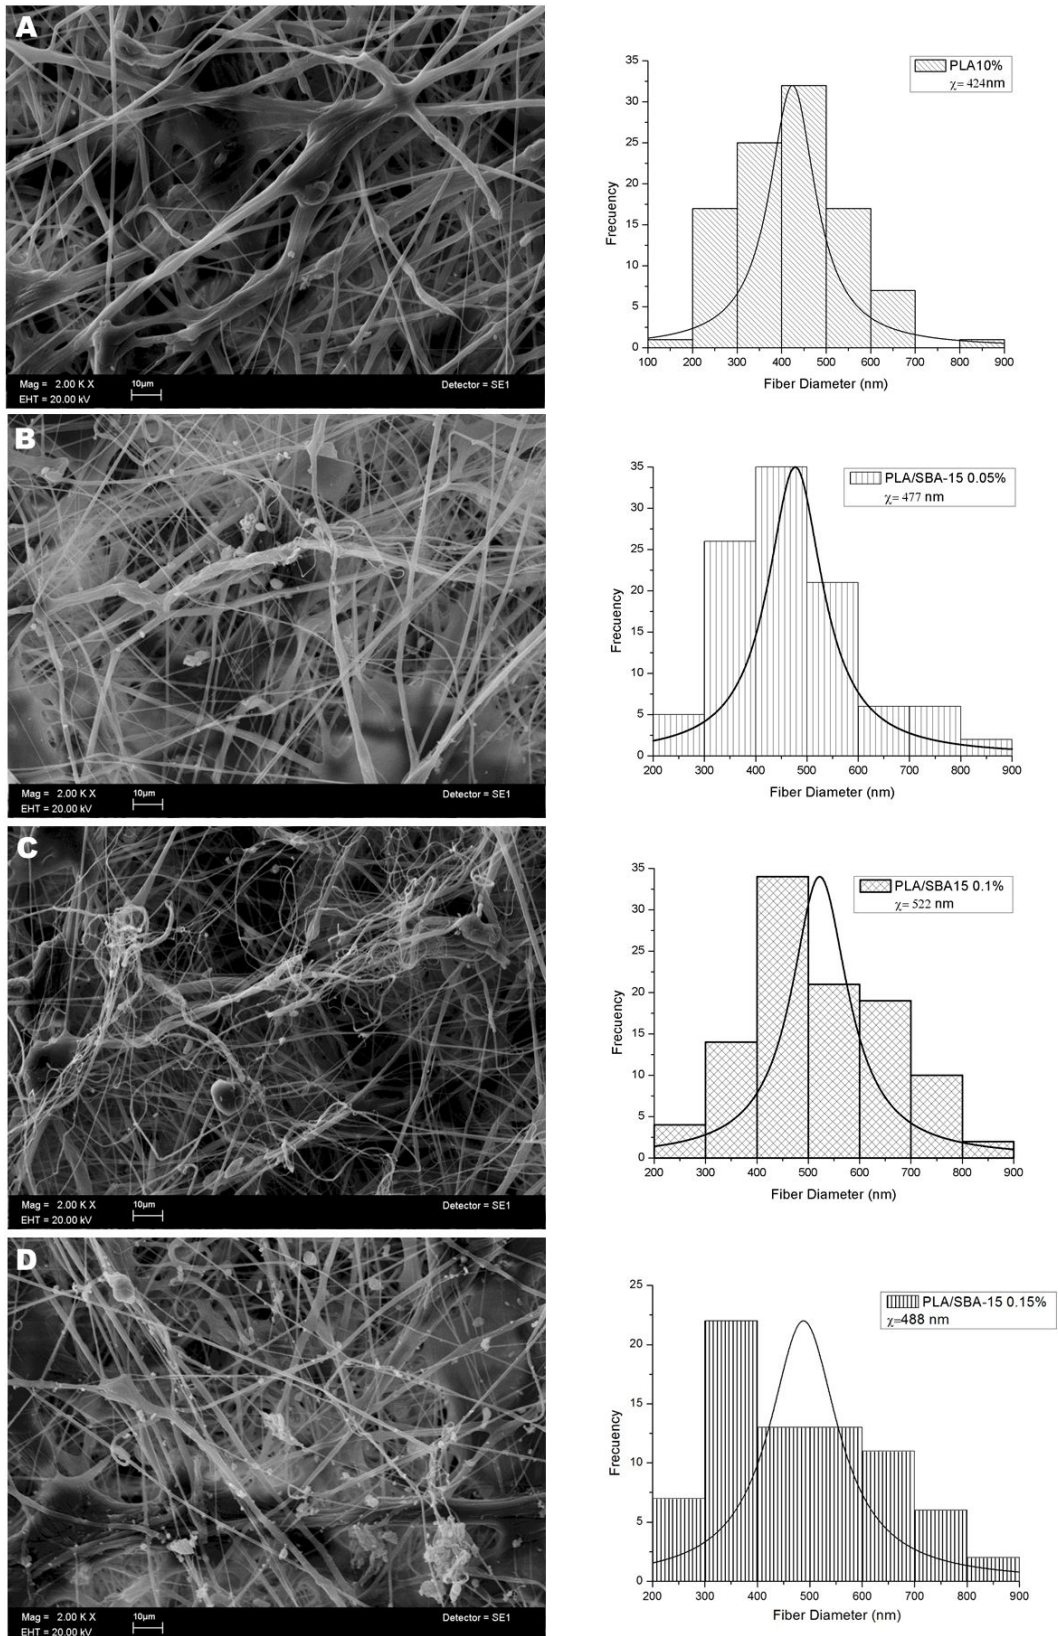 A
Mag = 2.00 K X
10μm
Detector = SE1
EHT = 20.00 kV
PLA10%
χ= 424nm
35
30
25
20
15
10
5
0
Frecuency
100 200 300 400 500 600 700 800 900
Fiber Diameter (nm)
B
Mag = 2.00 K X
10μm
Detector = SE1
EHT = 20.00 kV
PLA/SBA-15 0.05%
χ= 477 nm
35
30
25
20
15
10
5
0
Frecuency
200 300 400 500 600 700 800 900
Fiber Diameter (nm)
C
Mag = 2.00 K X
10μm
Detector = SE1
EHT = 20.00 kV
PLA/SBA15 0.1%
χ= 522 nm
35
30
25
20
15
10
5
0
Frecuency
200 300 400 500 600 700 800 900
Fiber Diameter (nm)
D
Mag = 2.00 K X
10μm
Detector = SE1
EHT = 20.00 kV
PLA/SBA-15 0.15%
χ=488 nm
25
20
15
10
5
0
Frecuency
200 300 400 500 600 700 800 900
Fiber Diameter (nm)